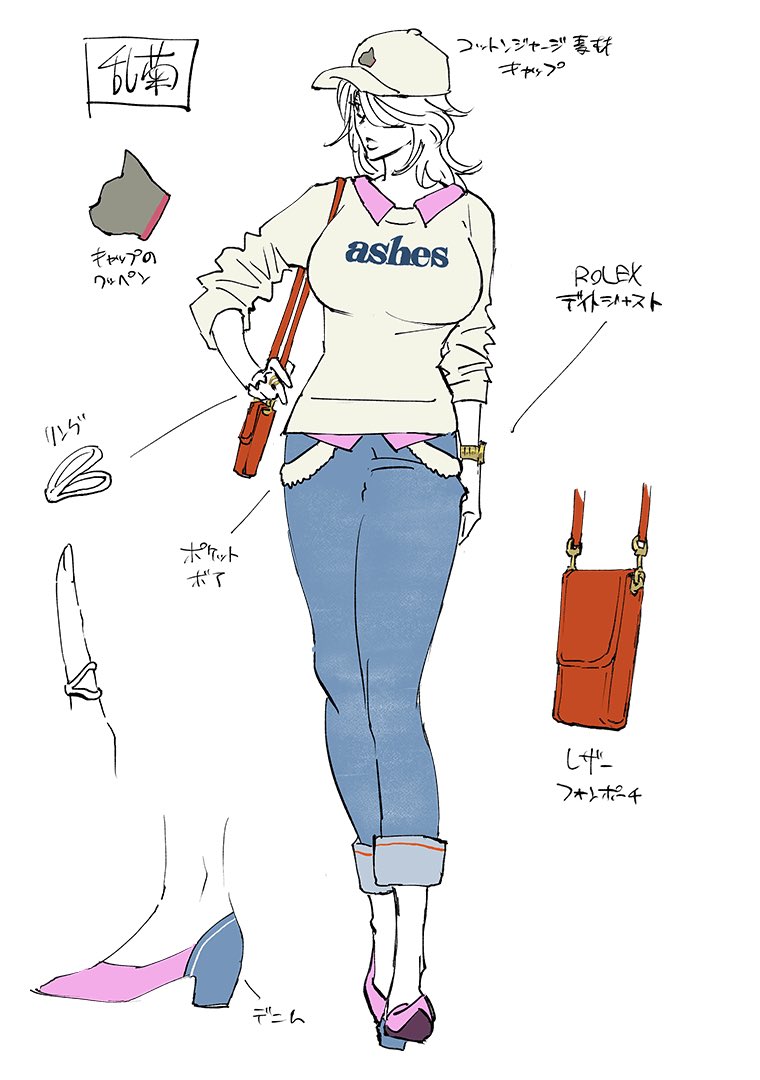 乱菊
コットンジャージ素材
キャップ
キャップの
ワッペン
ashes
ROLEX
デイトジャスト
リング
ポケット
ボア
レザー
フォンポーチ
デニム